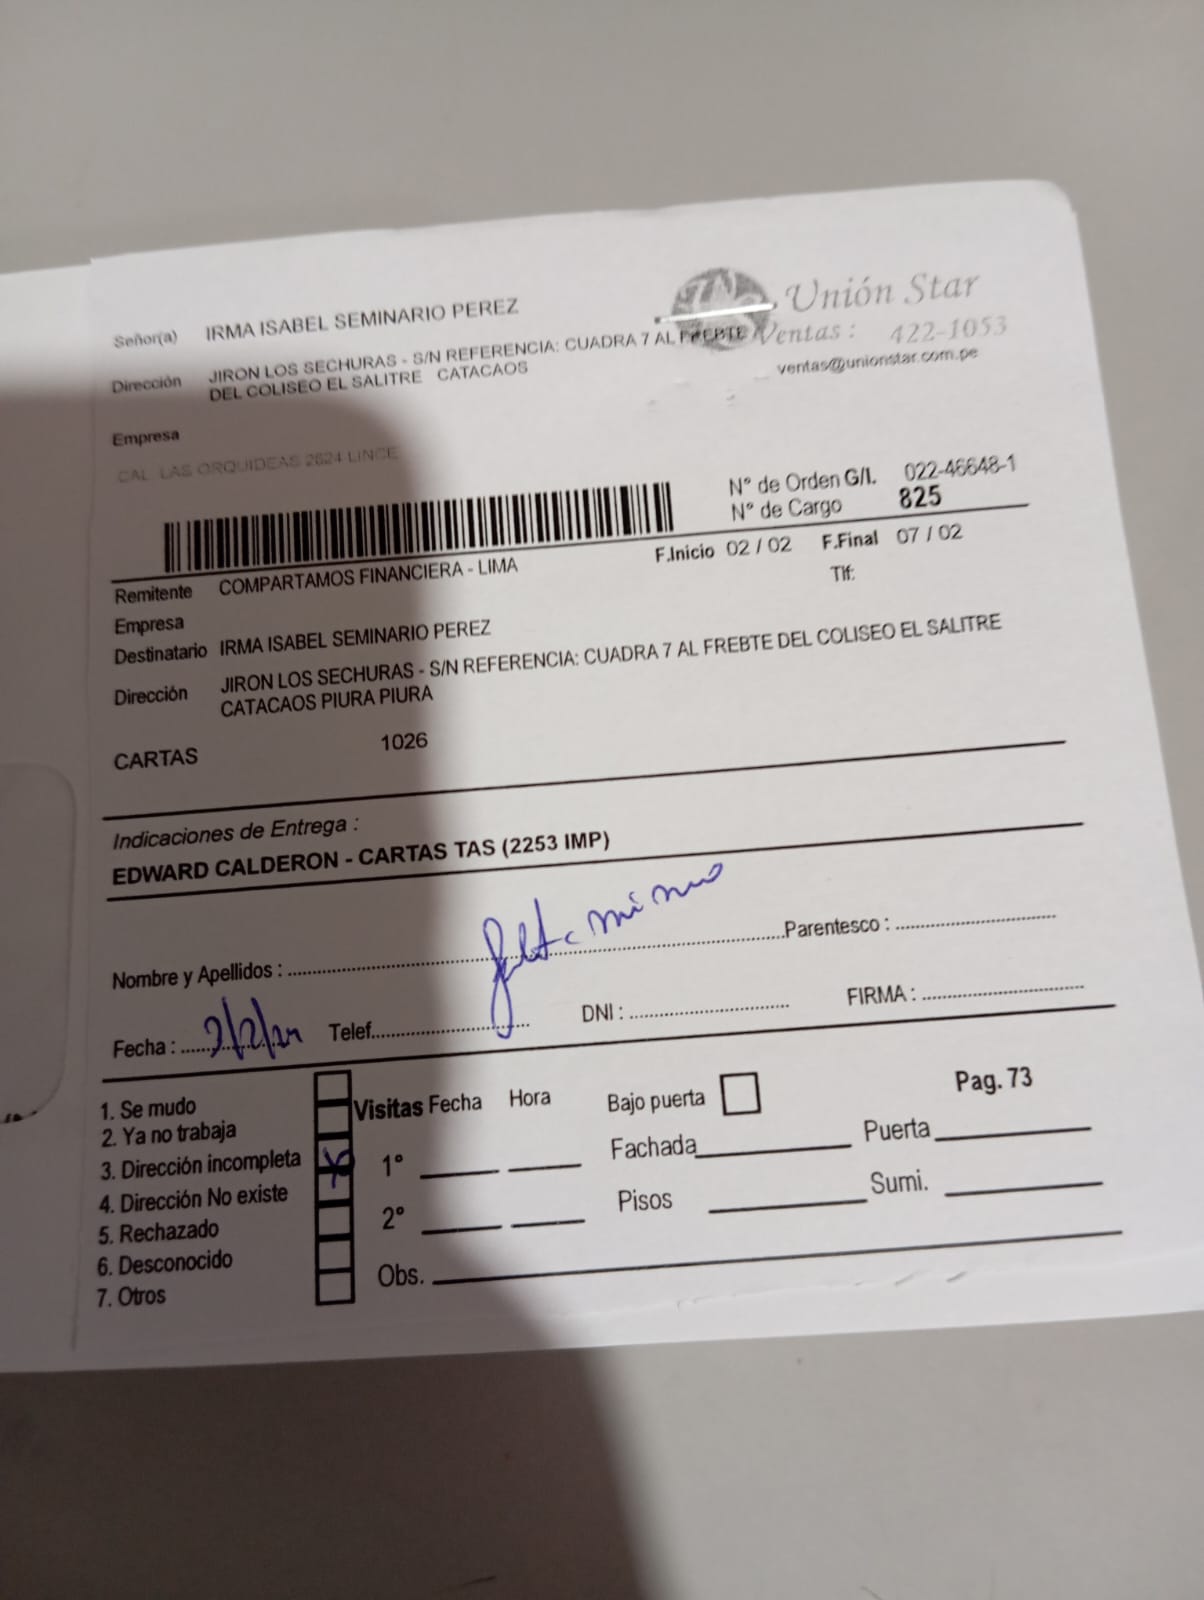 Unión Star
Ventas: 422-1053
ventas@unionstar.com.pe
Señor(a) IRMA ISABEL SEMINARIO PEREZ
Dirección JIRON LOS SECHURAS - S/N REFERENCIA: CUADRA 7 AL FREBTE
DEL COLISEO EL SALITRE CATACAOS
Empresa
CAL LAS ORQUIDEAS 2624 LINCE
N° de Orden G/I. 022-46648-1
N° de Cargo 825
F.Inicio 02 / 02 F.Final 07 / 02
Remitente COMPARTAMOS FINANCIERA - LIMA
Tlf:
Empresa
Destinatario IRMA ISABEL SEMINARIO PEREZ
Dirección JIRON LOS SECHURAS - S/N REFERENCIA: CUADRA 7 AL FREBTE DEL COLISEO EL SALITRE
CATACAOS PIURA PIURA
CARTAS 1026
Indicaciones de Entrega :
EDWARD CALDERON - CARTAS TAS (2253 IMP)
Nombre y Apellidos : Parentesco :
Fecha : Telef. DNI : FIRMA :
1. Se mudo
2. Ya no trabaja
3. Dirección incompleta
4. Dirección No existe
5. Rechazado
6. Desconocido
7. Otros
Visitas Fecha Hora
1°
2°
Obs.
Bajo puerta
Pag. 73
Fachada Puerta
Pisos Sumi.